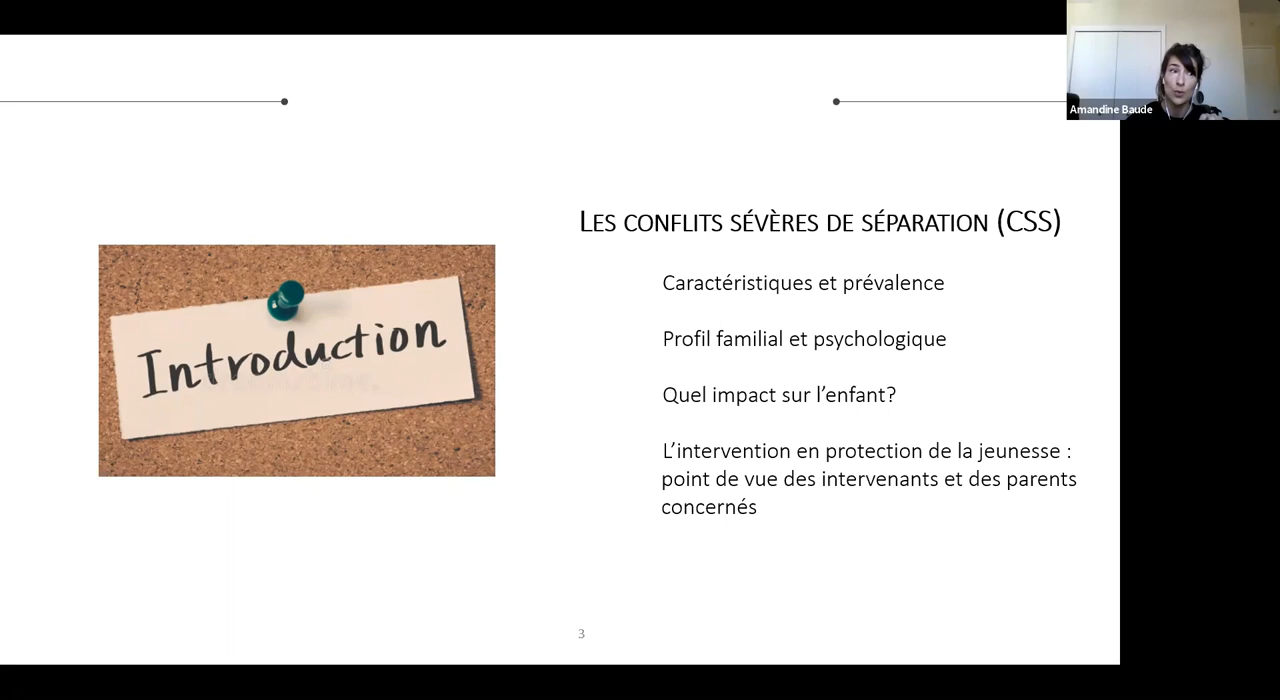 Amandine Baude
LES CONFLITS SÉVÈRES DE SÉPARATION (CSS)
Introduction
Caractéristiques et prévalence
Profil familial et psychologique
Quel impact sur l’enfant?
L’intervention en protection de la jeunesse :
point de vue des intervenants et des parents
concernés
3